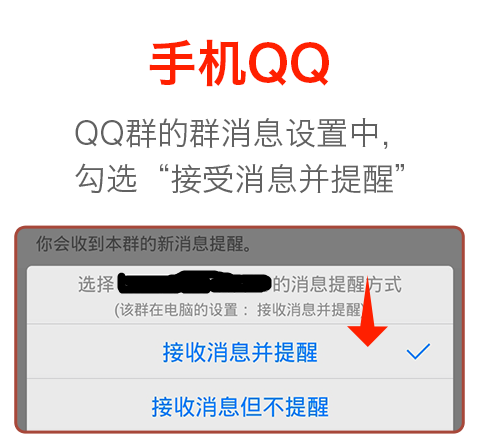 手机QQ
QQ群的群消息设置中，
勾选“接受消息并提醒”
你会收到本群的新消息提醒。
选择的消息提醒方式
(该群在电脑的设置：接收消息并提醒)
接收消息并提醒
接收消息但不提醒